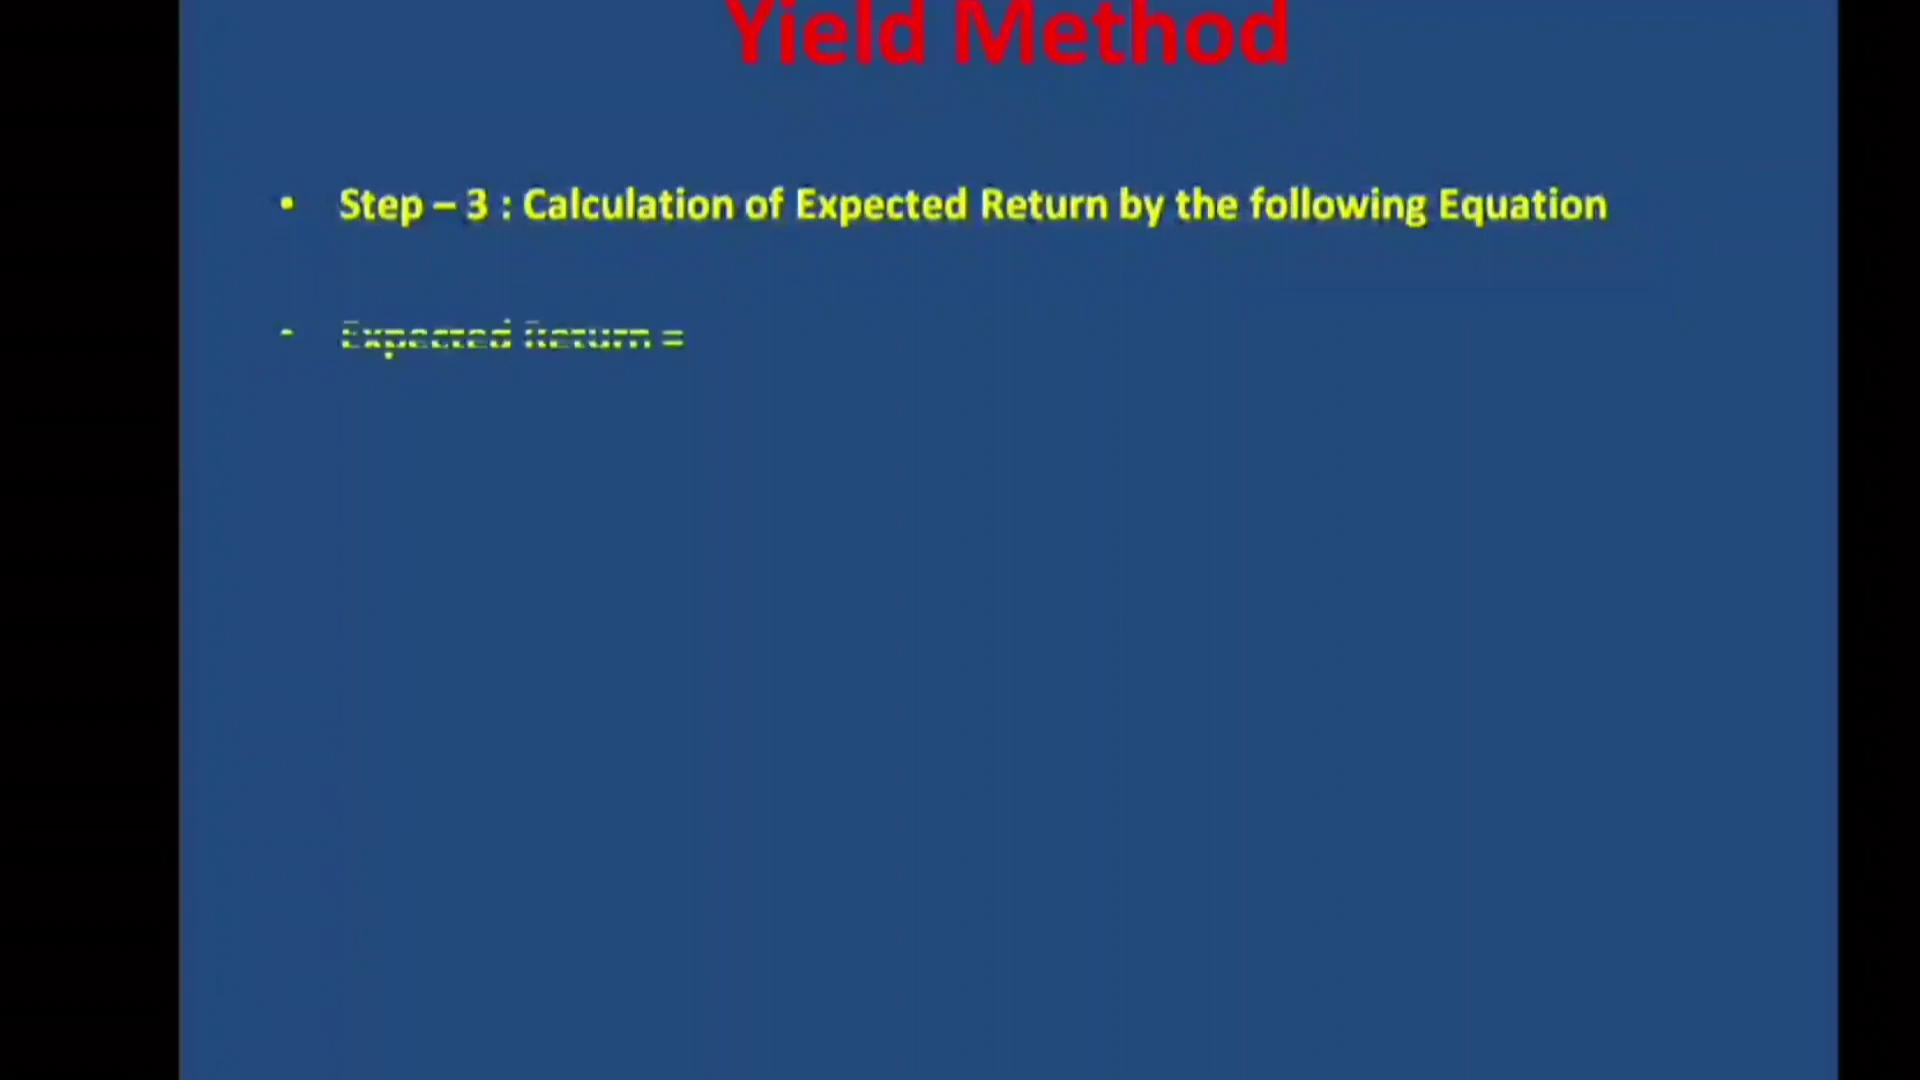 Yield Method
• Step – 3 : Calculation of Expected Return by the following Equation
• Expected Return =